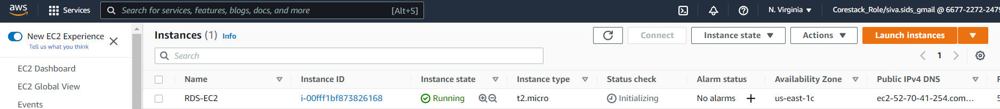 aws Services Search for services, features, blogs, docs, and more [Alt+S] N. Virginia Corestack_Role/siva.sids_gmail @ 6677-2272-247
New EC2 Experience
Tell us what you think
EC2 Dashboard
EC2 Global View
Events
Instances (1) Info Connect Instance state Actions Launch instances
Search
1
Name Instance ID Instance state Instance type Status check Alarm status Availability Zone Public IPv4 DNS
RDS-EC2 i-00fff1bf873826168 Running t2.micro Initializing No alarms + us-east-1c ec2-52-70-41-254.com...